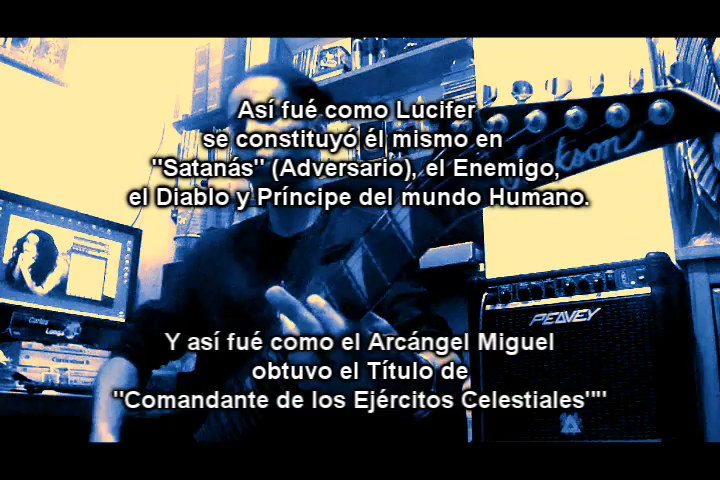 Así fué como Lucifer
se constituyó él mismo en
"Satanás" (Adversario), el Enemigo,
el Diablo y Príncipe del mundo Humano.
Jackson
PEAVEY
Y así fué como el Arcángel Miguel
obtuvo el Título de
"Comandante de los Ejércitos Celestiales""